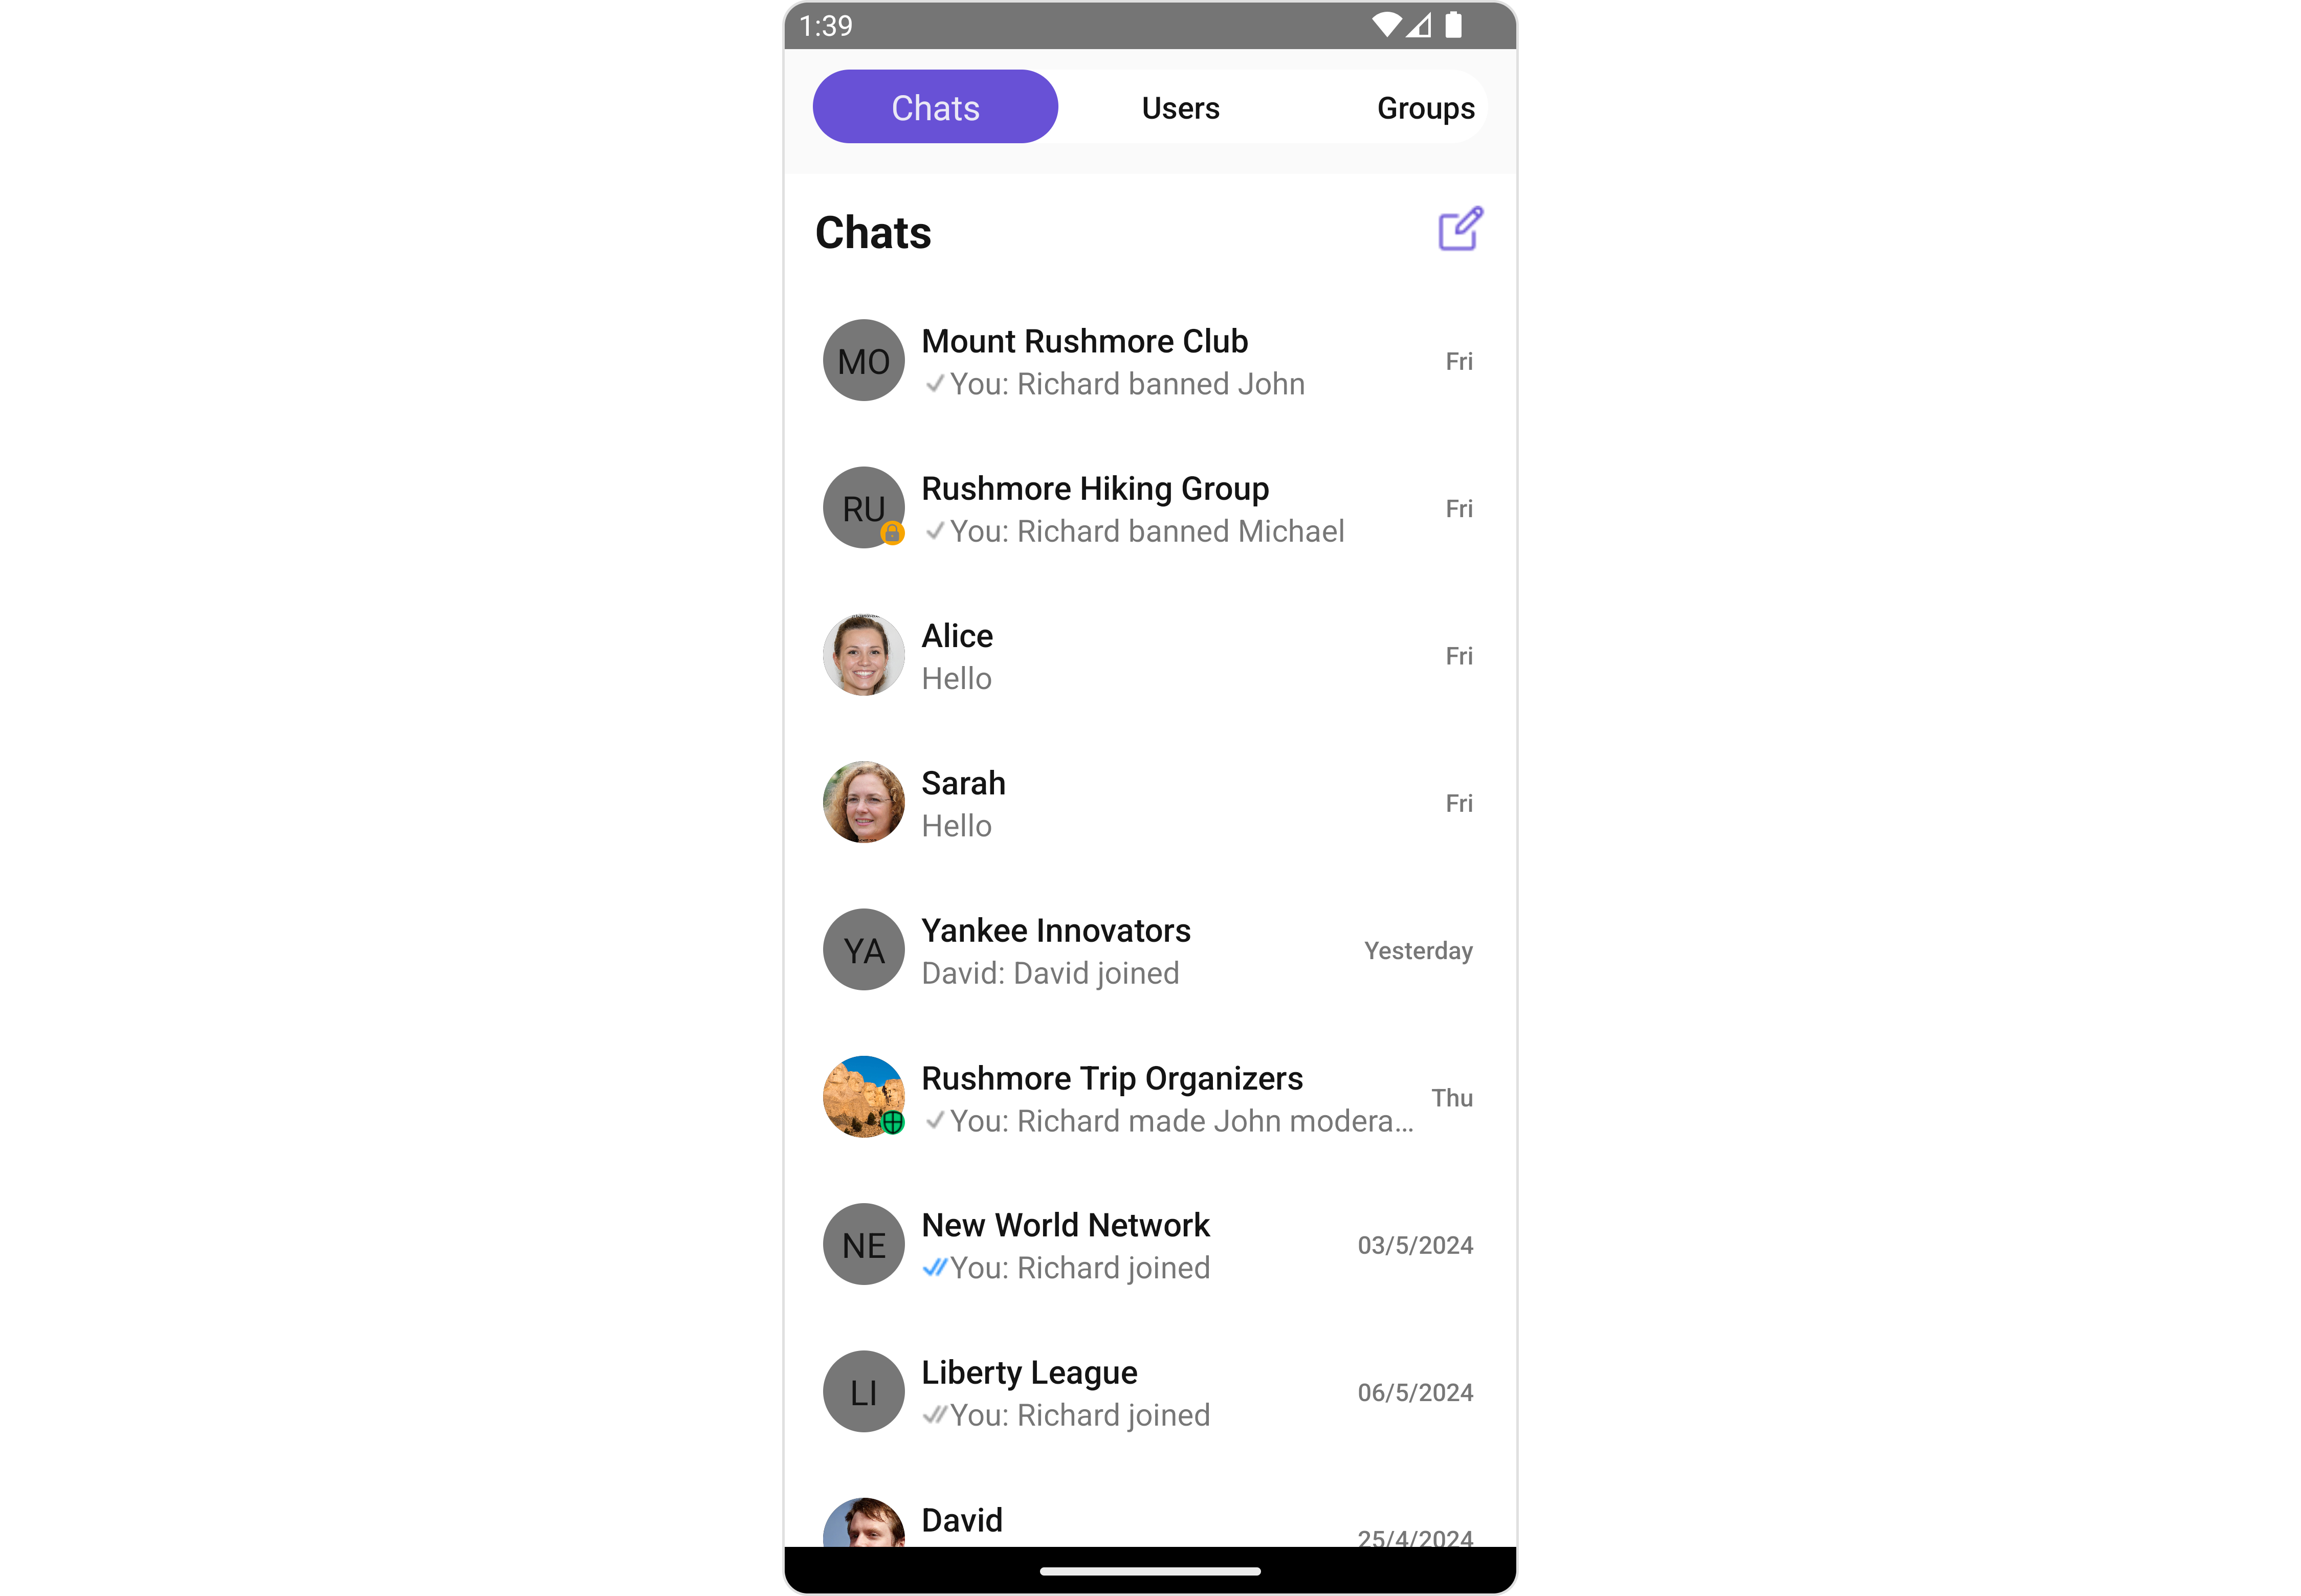 1:39
Chats Users Groups
Chats
MO
Mount Rushmore Club
You: Richard banned John
Fri
RU
Rushmore Hiking Group
You: Richard banned Michael
Fri
Alice
Hello
Fri
Sarah
Hello
Fri
YA
Yankee Innovators
David: David joined
Yesterday
Rushmore Trip Organizers
You: Richard made John modera...
Thu
NE
New World Network
You: Richard joined
03/5/2024
LI
Liberty League
You: Richard joined
06/5/2024
David
25/4/2024